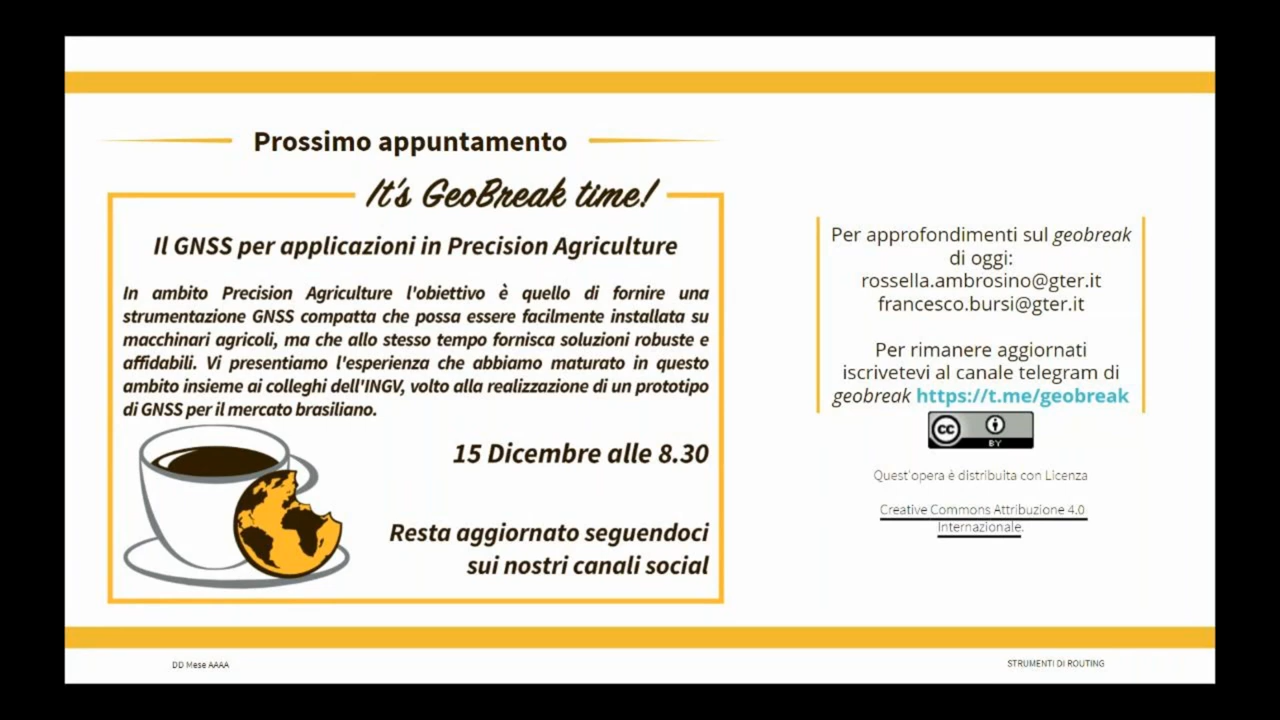 Prossimo appuntamento
It's GeoBreak time!
Il GNSS per applicazioni in Precision Agriculture
In ambito Precision Agriculture l'obiettivo è quello di fornire una
strumentazione GNSS compatta che possa essere facilmente installata su
macchinari agricoli, ma che allo stesso tempo fornisca soluzioni robuste e
affidabili. Vi presentiamo l'esperienza che abbiamo maturato in questo
ambito insieme ai colleghi dell'INGV, volto alla realizzazione di un prototipo
di GNSS per il mercato brasiliano.
15 Dicembre alle 8.30
Resta aggiornato seguendoci
sui nostri canali social
Per approfondimenti sul geobreak
di oggi:
rossella.ambrosino@gter.it
francesco.bursi@gter.it
Per rimanere aggiornati
iscrivetevi al canale telegram di
geobreak https://t.me/geobreak
cc
BY
Quest'opera è distribuita con Licenza
Creative Commons Attribuzione 4.0
Internazionale.
DD Mese AAAA
STRUMENTI DI ROUTING